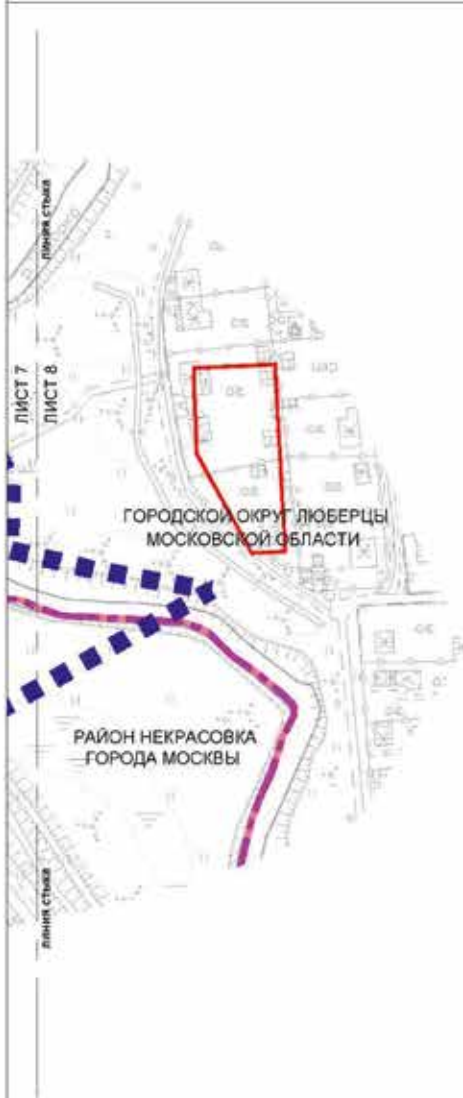 линия стыка
ЛИСТ 7
ЛИСТ 8
ГОРОДСКОЙ ОКРУГ ЛЮБЕРЦЫ
МОСКОВСКОЙ ОБЛАСТИ
РАЙОН НЕКРАСОВКА
ГОРОДА МОСКВЫ
линия стыка